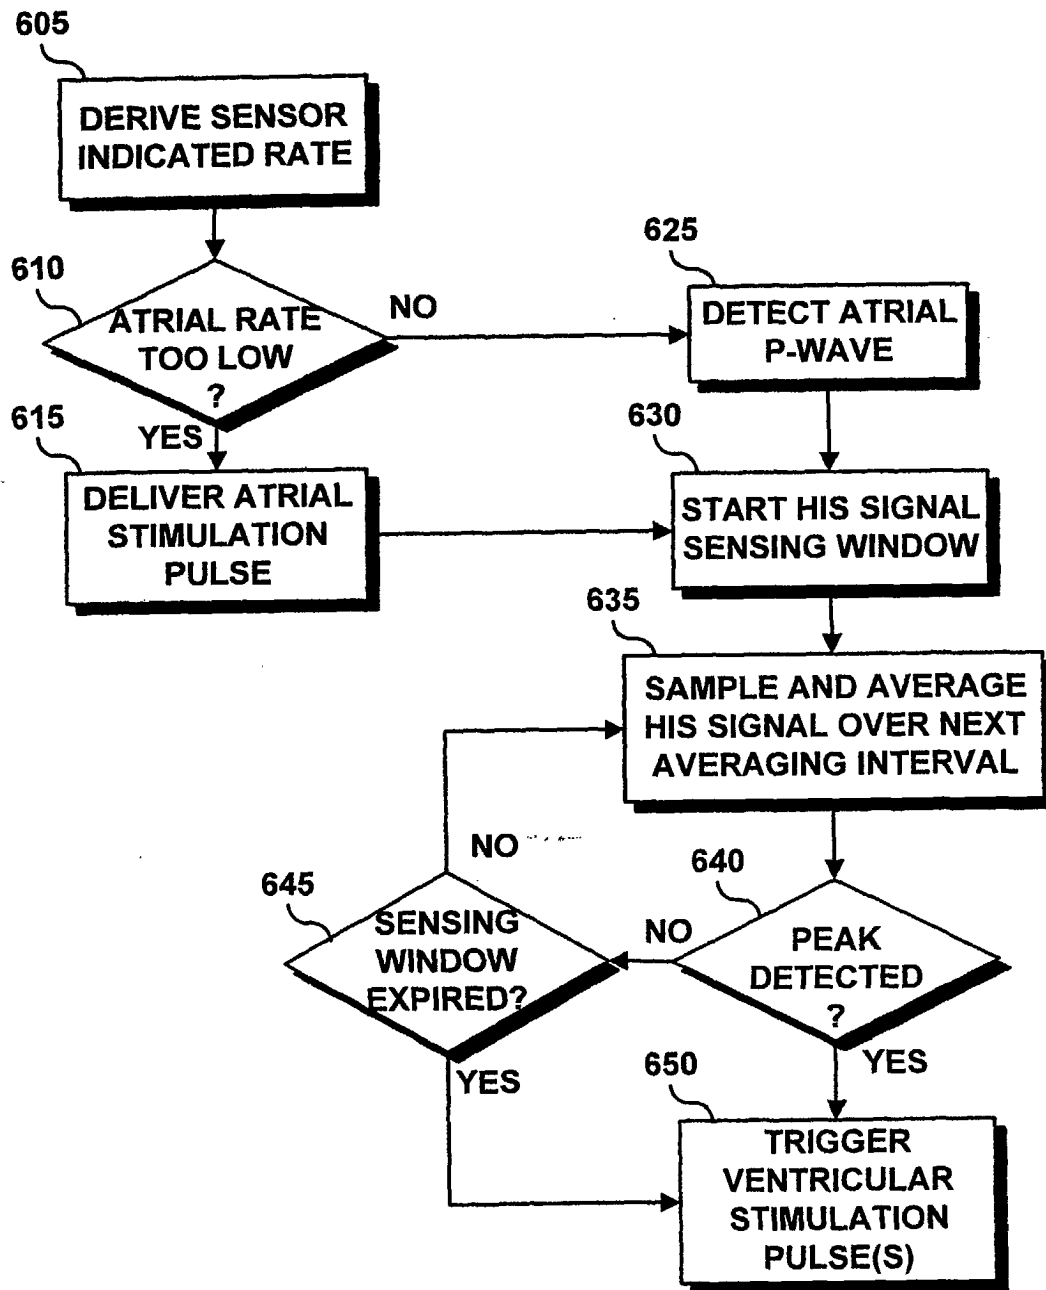 605
DERIVE SENSOR
INDICATED RATE
610
ATRIAL RATE
TOO LOW
?
NO
YES
615
DELIVER ATRIAL
STIMULATION
PULSE
625
DETECT ATRIAL
P-WAVE
630
START HIS SIGNAL
SENSING WINDOW
635
SAMPLE AND AVERAGE
HIS SIGNAL OVER NEXT
AVERAGING INTERVAL
640
PEAK
DETECTED
?
NO
YES
645
SENSING
WINDOW
EXPIRED?
NO
YES
650
TRIGGER
VENTRICULAR
STIMULATION
PULSE(S)